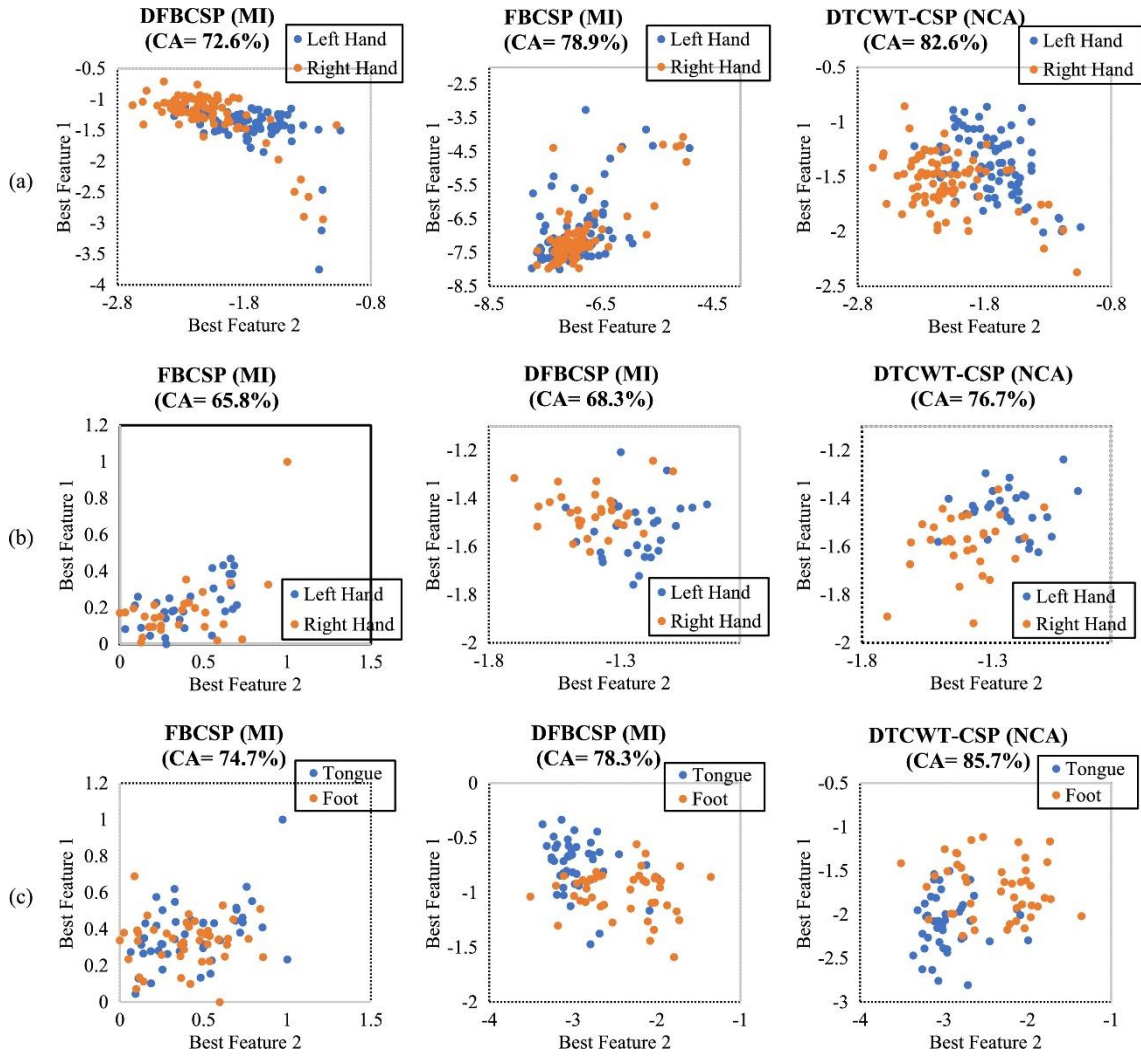 DFBCSP (MI)
(CA= 72.6%)
Left Hand
Right Hand
-0.5
-1
-1.5
-2
-2.5
-3
-3.5
-4
-2.8
-1.8
-0.8
Best Feature 1
Best Feature 2
FBCSP (MI)
(CA= 78.9%)
Left Hand
Right Hand
-1.5
-2.5
-3.5
-4.5
-5.5
-6.5
-7.5
-8.5
-8.5
-6.5
-4.5
Best Feature 1
Best Feature 2
DTCWT-CSP (NCA)
(CA= 82.6%)
Left Hand
Right Hand
-0.5
-1
-1.5
-2
-2.5
-2.8
-1.8
-0.8
Best Feature 1
Best Feature 2
(a)
FBCSP (MI)
(CA= 65.8%)
1.2
1
0.8
0.6
0.4
0.2
0
0
0.5
1
1.5
Left Hand
Right Hand
Best Feature 1
Best Feature 2
DFBCSP (MI)
(CA= 68.3%)
-1.2
-1.4
-1.6
-1.8
-2
-1.8
-1.3
Left Hand
Right Hand
Best Feature 1
Best Feature 2
DTCWT-CSP (NCA)
(CA= 76.7%)
-1.2
-1.4
-1.6
-1.8
-2
-1.8
-1.3
Left Hand
Right Hand
Best Feature 1
Best Feature 2
(b)
FBCSP (MI)
(CA= 74.7%)
Tongue
Foot
1.2
1
0.8
0.6
0.4
0.2
0
0
0.5
1
1.5
Best Feature 1
Best Feature 2
DFBCSP (MI)
(CA= 78.3%)
Tongue
Foot
0
-0.5
-1
-1.5
-2
-4
-3
-2
-1
Best Feature 1
Best Feature 2
DTCWT-CSP (NCA)
(CA= 85.7%)
Tongue
Foot
-0.5
-1
-1.5
-2
-2.5
-3
-4
-3
-2
-1
Best Feature 1
Best Feature 2
(c)